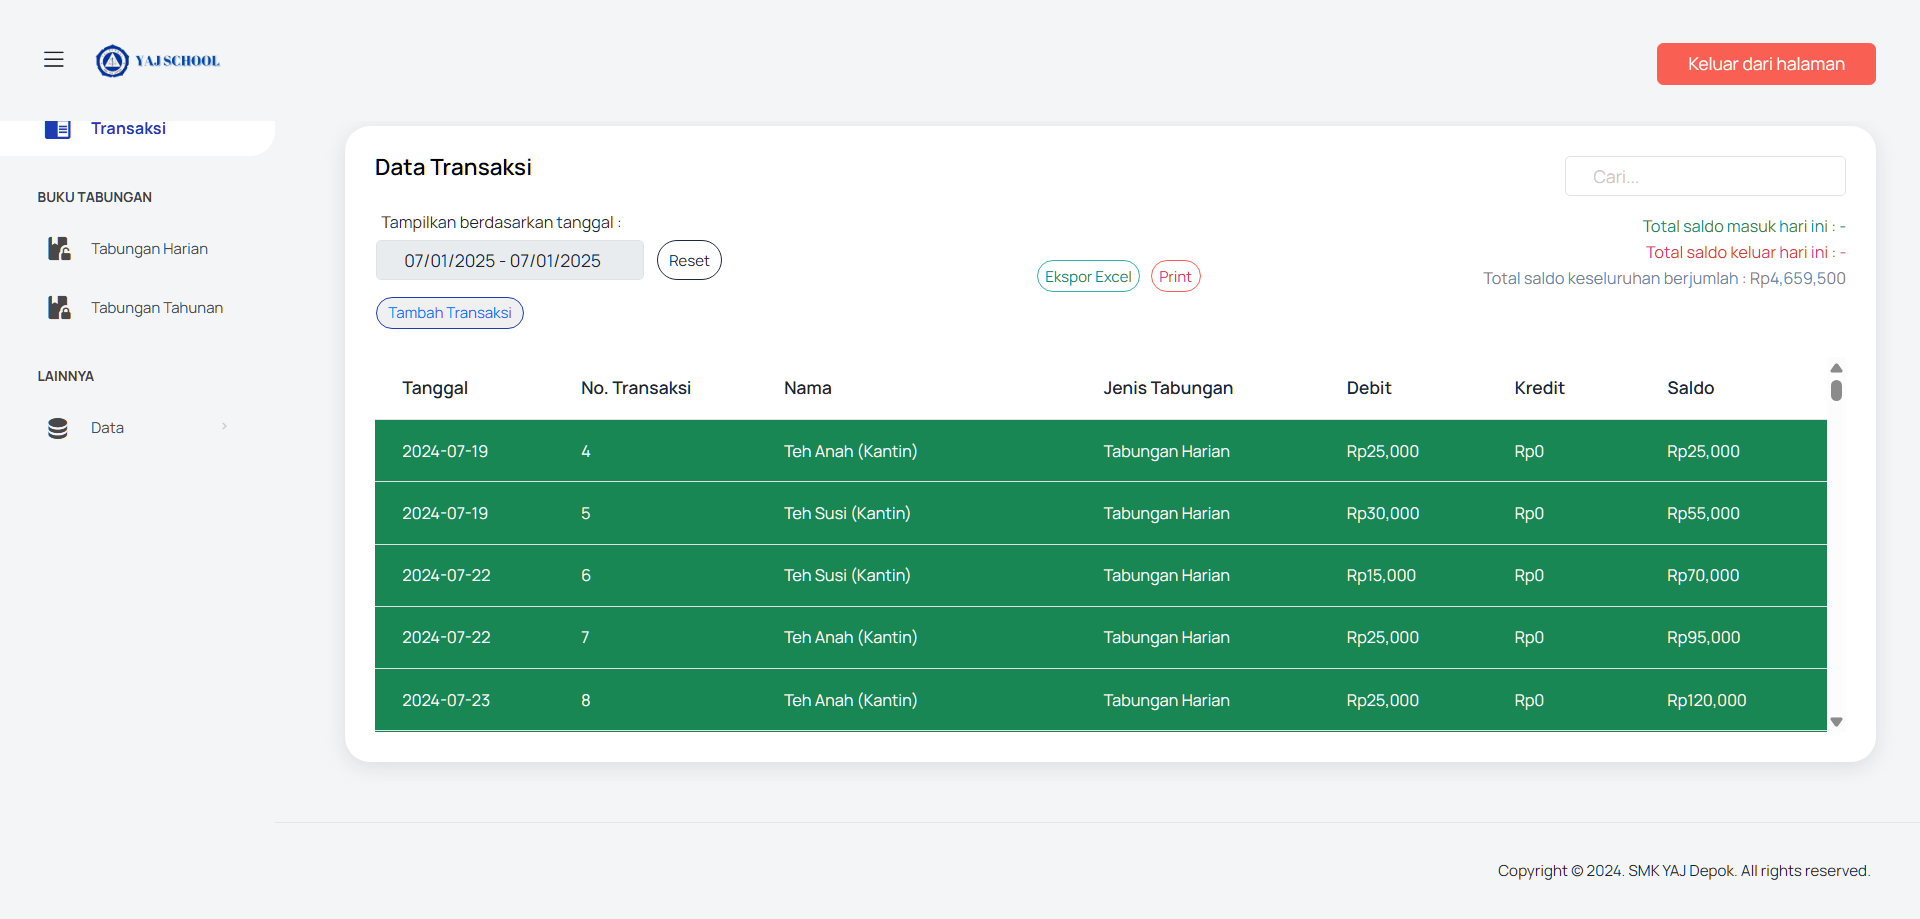 YAJ SCHOOL
Keluar dari halaman
Transaksi
BUKU TABUNGAN
Tabungan Harian
Tabungan Tahunan
LAINNYA
Data
Data Transaksi
Cari...
Tampilkan berdasarkan tanggal :
07/01/2025 - 07/01/2025
Reset
Tambah Transaksi
Ekspor Excel
Print
Total saldo masuk hari ini : -
Total saldo keluar hari ini : -
Total saldo keseluruhan berjumlah : Rp4,659,500
Tanggal No. Transaksi Nama Jenis Tabungan Debit Kredit Saldo
2024-07-19 4 Teh Anah (Kantin) Tabungan Harian Rp25,000 Rp0 Rp25,000
2024-07-19 5 Teh Susi (Kantin) Tabungan Harian Rp30,000 Rp0 Rp55,000
2024-07-22 6 Teh Susi (Kantin) Tabungan Harian Rp15,000 Rp0 Rp70,000
2024-07-22 7 Teh Anah (Kantin) Tabungan Harian Rp25,000 Rp0 Rp95,000
2024-07-23 8 Teh Anah (Kantin) Tabungan Harian Rp25,000 Rp0 Rp120,000
Copyright © 2024. SMK YAJ Depok. All rights reserved.